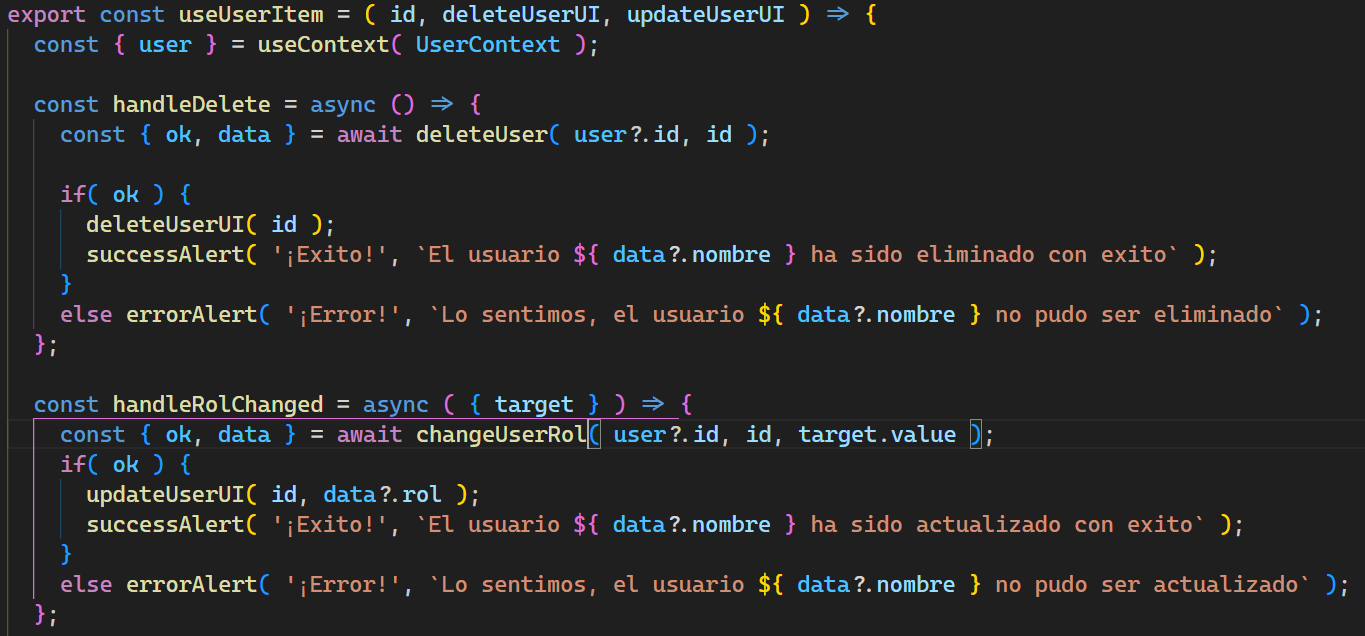 export const useUserItem = ( id, deleteUserUI, updateUserUI ) => {
  const { user } = useContext( UserContext );

  const handleDelete = async () => {
    const { ok, data } = await deleteUser( user?.id, id );

    if( ok ) {
      deleteUserUI( id );
      successAlert( '¡Exito!', `El usuario ${ data?.nombre } ha sido eliminado con exito` );
    }
    else errorAlert( '¡Error!', `Lo sentimos, el usuario ${ data?.nombre } no pudo ser eliminado` );
  };

  const handleRolChanged = async ( { target } ) => {
    const { ok, data } = await changeUserRol( user?.id, id, target.value );
    if( ok ) {
      updateUserUI( id, data?.rol );
      successAlert( '¡Exito!', `El usuario ${ data?.nombre } ha sido actualizado con exito` );
    }
    else errorAlert( '¡Error!', `Lo sentimos, el usuario ${ data?.nombre } no pudo ser actualizado` );
  };